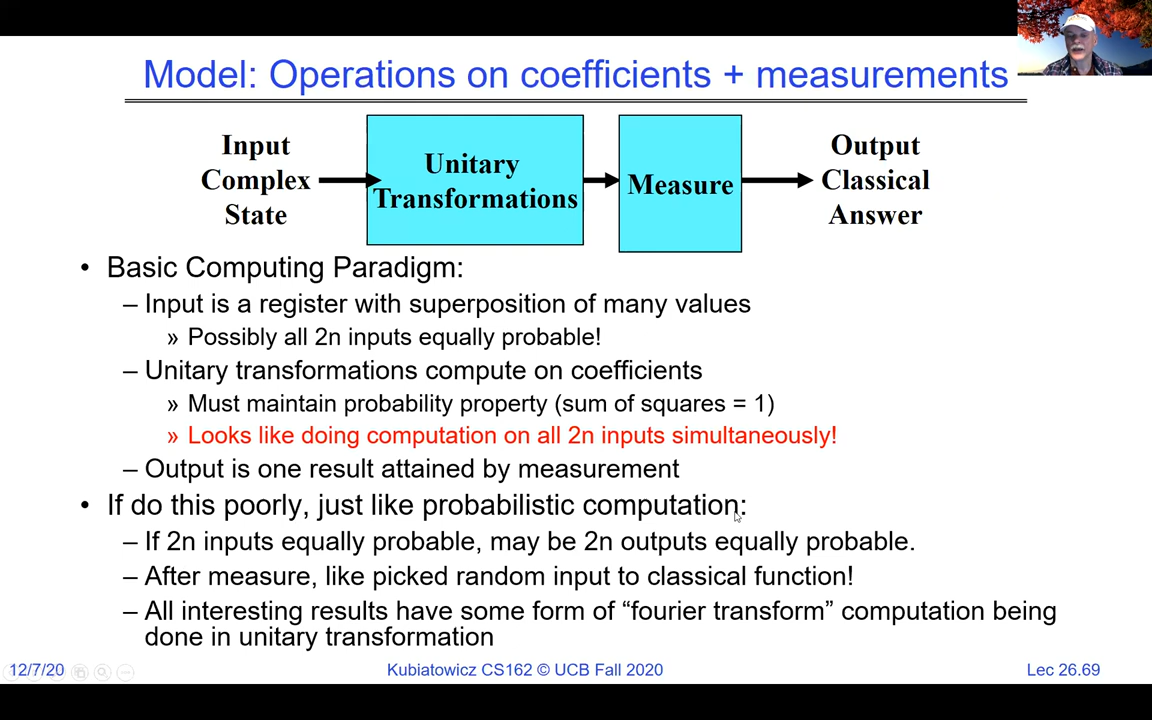 Model: Operations on coefficients + measurements
Input
Complex
State
Unitary
Transformations
Measure
Output
Classical
Answer
• Basic Computing Paradigm:
– Input is a register with superposition of many values
» Possibly all 2n inputs equally probable!
– Unitary transformations compute on coefficients
» Must maintain probability property (sum of squares = 1)
» Looks like doing computation on all 2n inputs simultaneously!
– Output is one result attained by measurement
• If do this poorly, just like probabilistic computation:
– If 2n inputs equally probable, may be 2n outputs equally probable.
– After measure, like picked random input to classical function!
– All interesting results have some form of “fourier transform” computation being
done in unitary transformation
12/7/20
Kubiatowicz CS162 © UCB Fall 2020
Lec 26.69